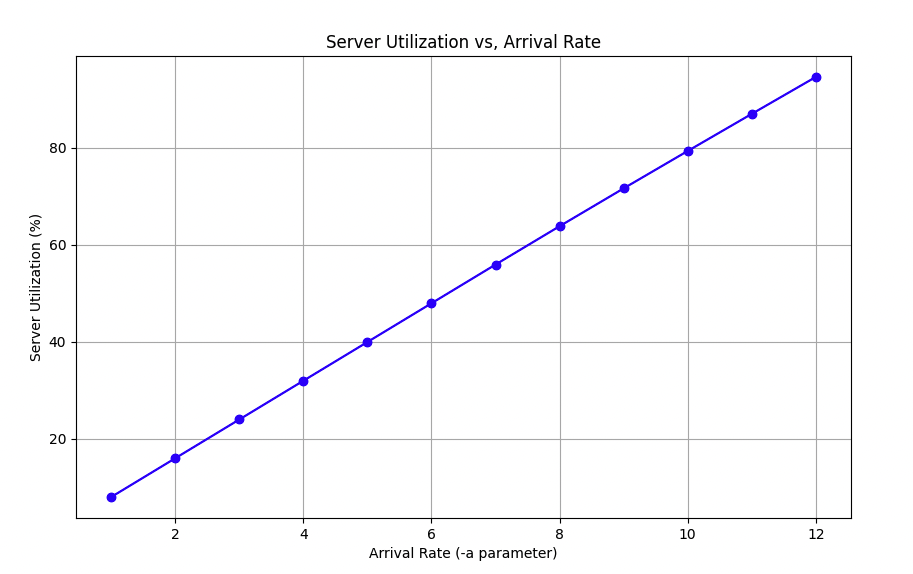 Server Utilization vs, Arrival Rate
Server Utilization (%)
80
60
40
20
2 4 6 8 10 12
Arrival Rate (-a parameter)